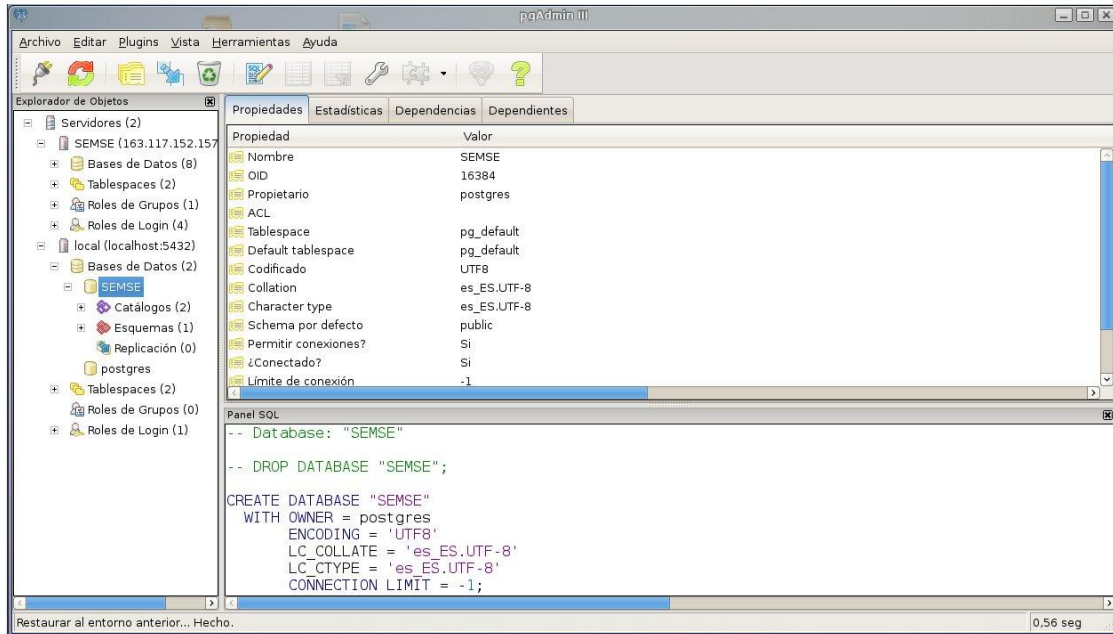 pgAdmin III
Archivo Editar Plugins Vista Herramientas Ayuda
SQL
Explorador de Objetos
Servidores (2)
SEMSE (163.117.152.157
Bases de Datos (8)
Tablespaces (2)
Roles de Grupos (1)
Roles de Login (4)
local (localhost:5432)
Bases de Datos (2)
SEMSE
Catálogos (2)
Esquemas (1)
Replicación (0)
postgres
Tablespaces (2)
Roles de Grupos (0)
Roles de Login (1)
Propiedades Estadísticas Dependencias Dependientes
Propiedad Valor
Nombre SEMSE
OID 16384
Propietario postgres
ACL
Tablespace pg_default
Default tablespace pg_default
Codificado UTF8
Collation es_ES.UTF-8
Character type es_ES.UTF-8
Schema por defecto public
Permitir conexiones? Si
¿Conectado? Si
Límite de conexión -1
Panel SQL
-- Database: "SEMSE"
-- DROP DATABASE "SEMSE";
CREATE DATABASE "SEMSE"
WITH OWNER = postgres
ENCODING = 'UTF8'
LC_COLLATE = 'es_ES.UTF-8'
LC_CTYPE = 'es_ES.UTF-8'
CONNECTION LIMIT = -1;
Restaurar al entorno anterior... Hecho. 0,56 seg